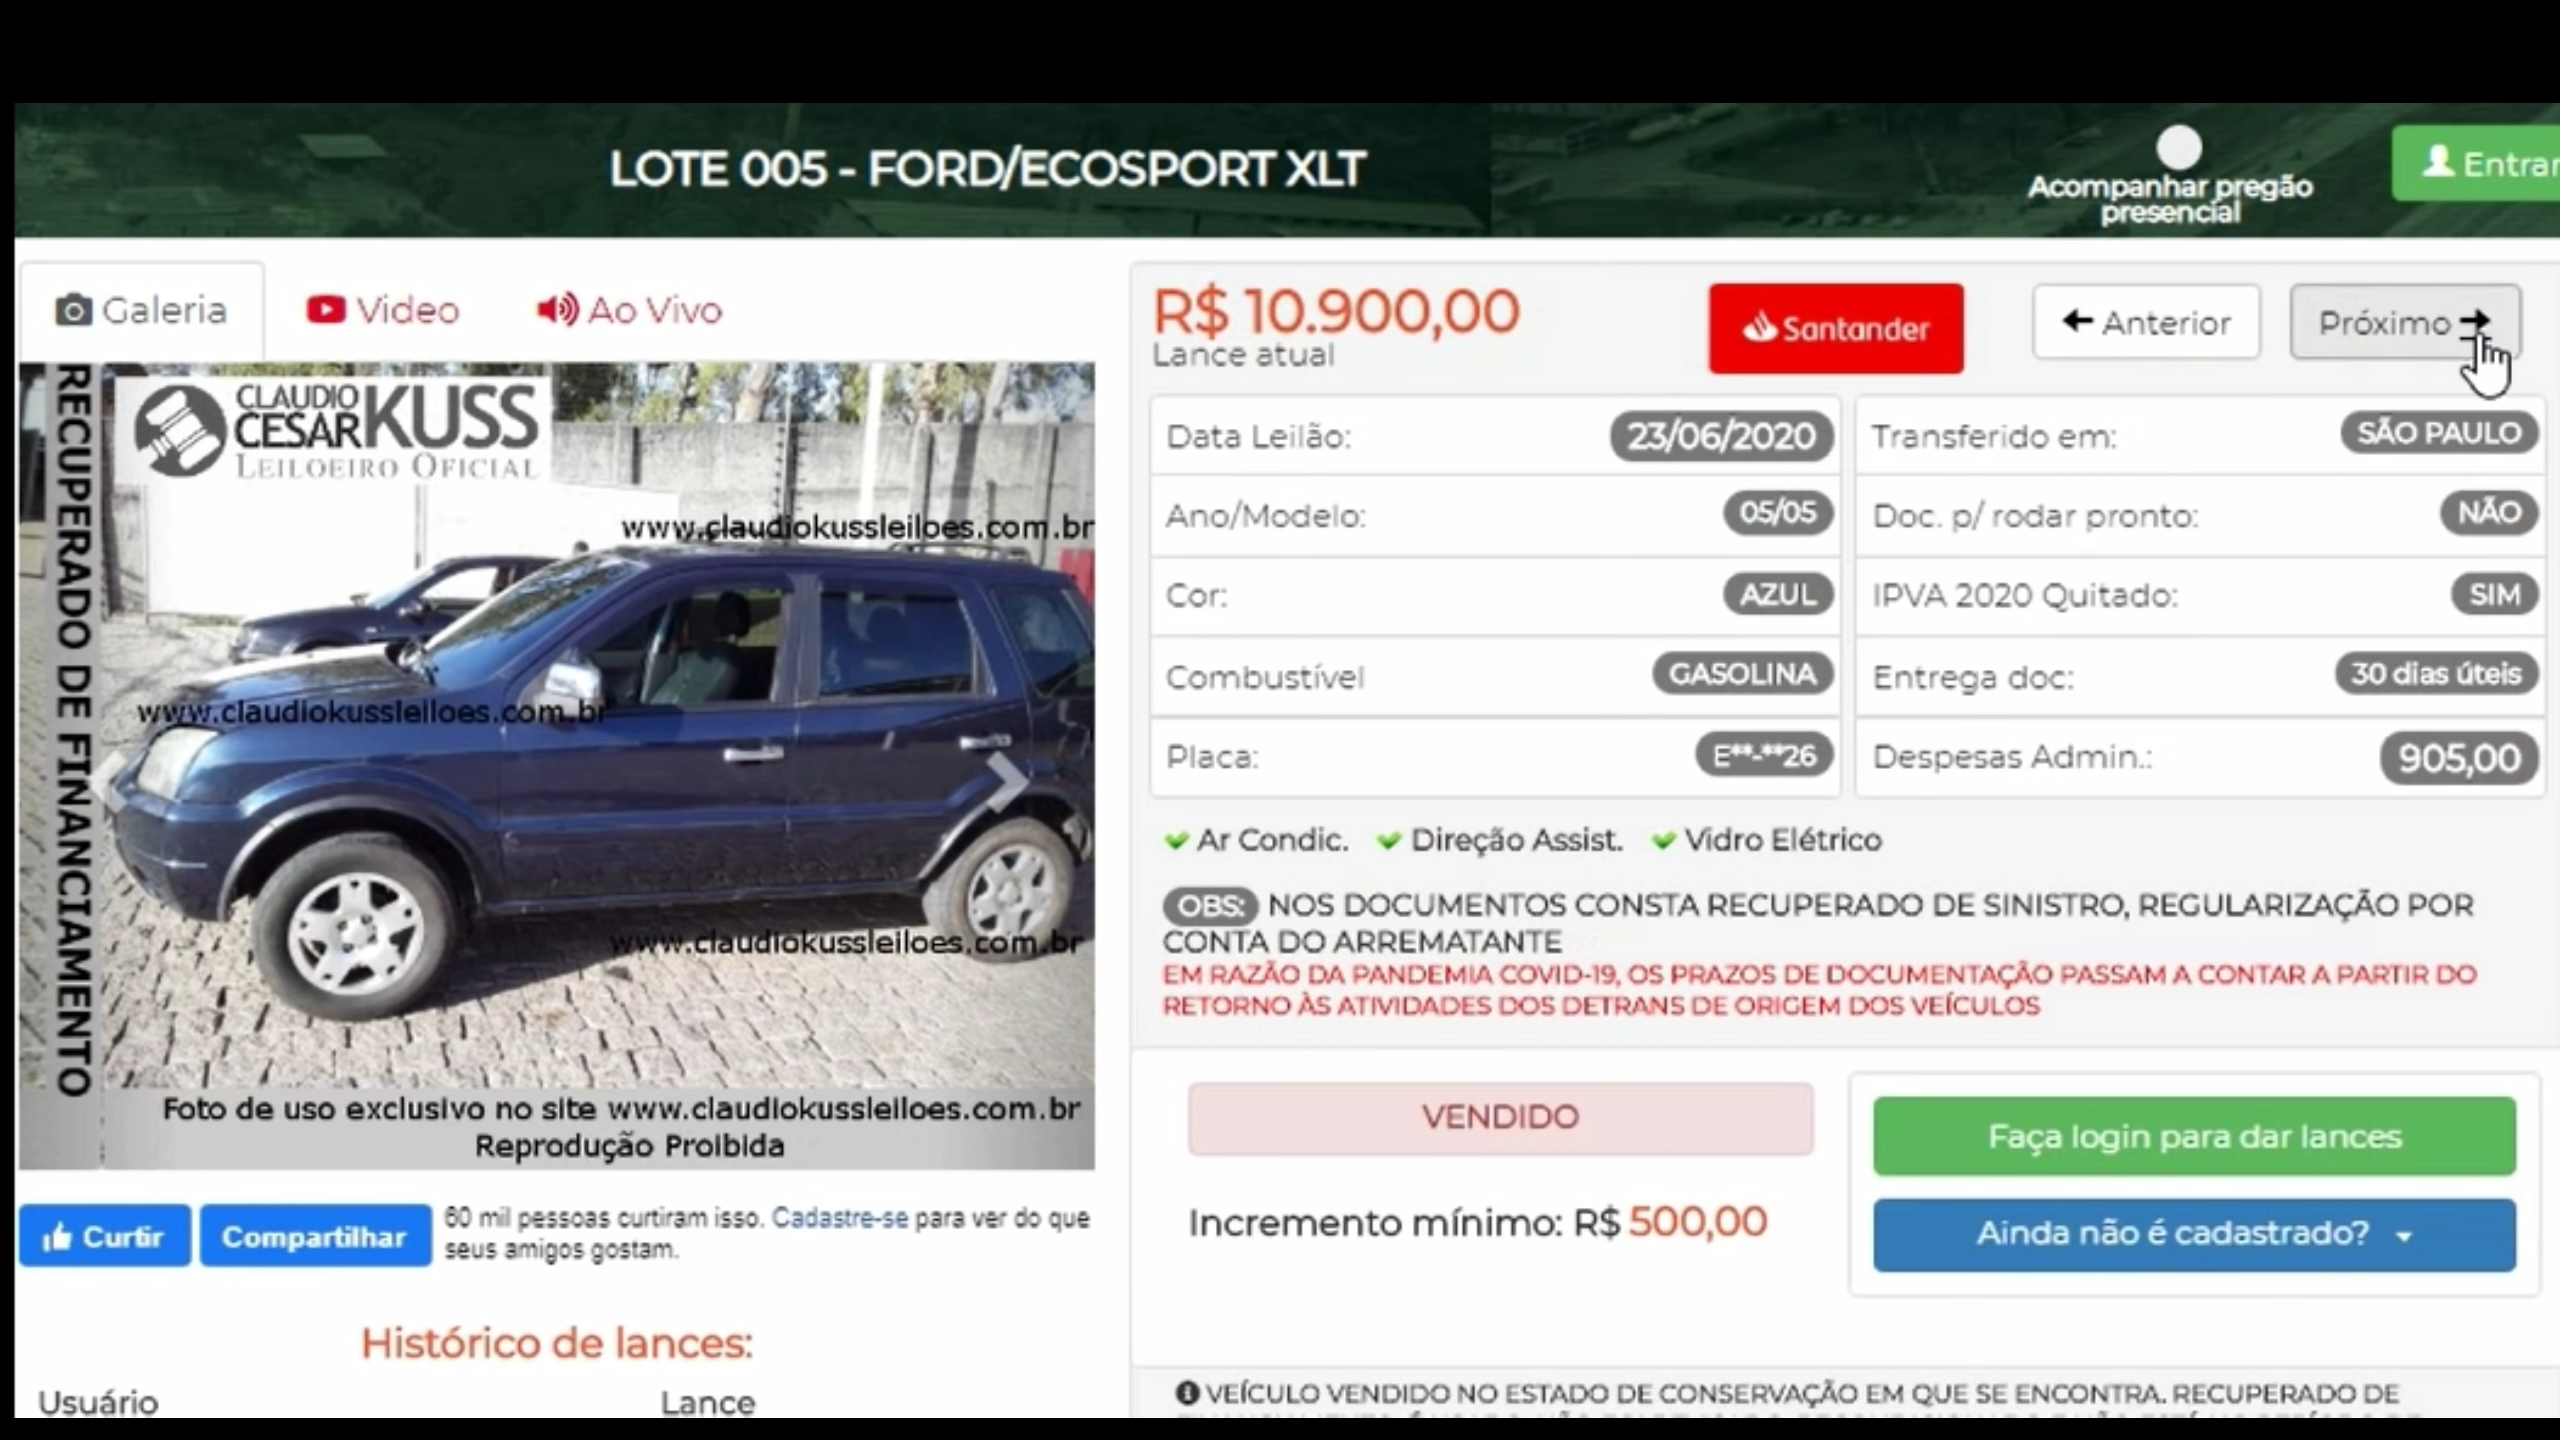 LOTE 005 - FORD/ECOSPORT XLT
Acompanhar pregão
presencial
Entrar
Galeria
Video
Ao Vivo
RECUPERADO DE FINANCIAMENTO
CLAUDIO
CESAR KUSS
LEILOEIRO OFICIAL
www.claudiokussleiloes.com.br
www.claudiokussleiloes.com.br
www.claudiokussleiloes.com.br
Foto de uso exclusivo no site www.claudiokussleiloes.com.br
Reprodução Proibida
Curtir
Compartilhar
60 mil pessoas curtiram isso. Cadastre-se para ver do que
seus amigos gostam.
Histórico de lances:
Usuário Lance
R$ 10.900,00
Lance atual
Santander
Anterior
Próximo
Data Leilão: 23/06/2020
Ano/Modelo: 05/05
Cor: AZUL
Combustível GASOLINA
Placa: E**-**26
Transferido em: SÃO PAULO
Doc. p/ rodar pronto: NÃO
IPVA 2020 Quitado: SIM
Entrega doc: 30 dias úteis
Despesas Admin.: 905,00
Ar Condic. Direção Assist. Vidro Elétrico
OBS: NOS DOCUMENTOS CONSTA RECUPERADO DE SINISTRO, REGULARIZAÇÃO POR
CONTA DO ARREMATANTE
EM RAZÃO DA PANDEMIA COVID-19, OS PRAZOS DE DOCUMENTAÇÃO PASSAM A CONTAR A PARTIR DO
RETORNO ÀS ATIVIDADES DOS DETRANS DE ORIGEM DOS VEÍCULOS
VENDIDO
Incremento mínimo: R$ 500,00
Faça login para dar lances
Ainda não é cadastrado?
VEÍCULO VENDIDO NO ESTADO DE CONSERVAÇÃO EM QUE SE ENCONTRA. RECUPERADO DE